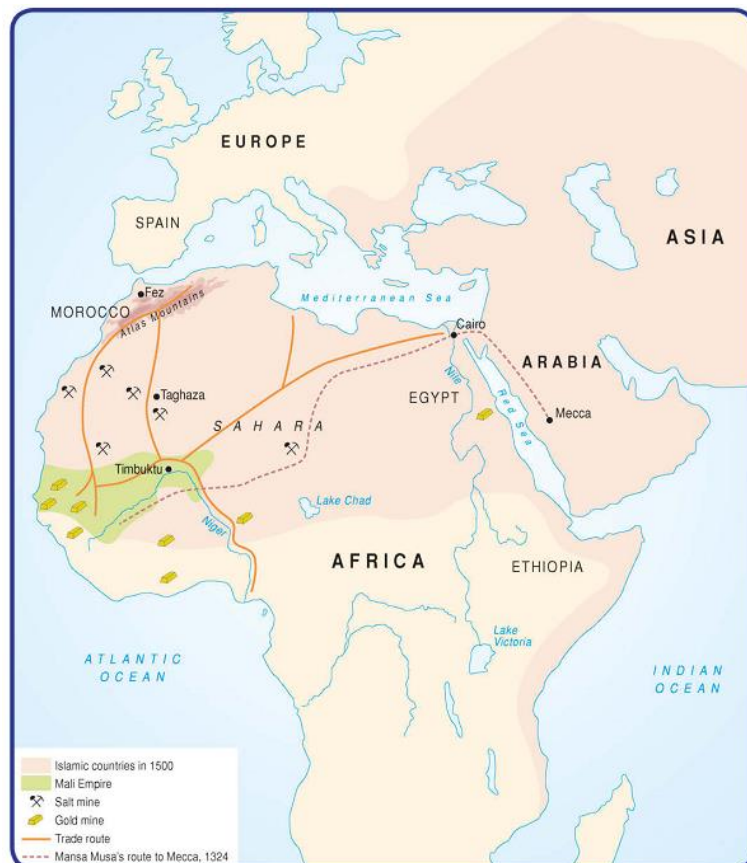 EUROPE
SPAIN
ASIA
Fez
MOROCCO
Atlas Mountains
Mediterranean Sea
Cairo
ARABIA
Taghaza
EGYPT
Nile
Red Sea
Mecca
SAHARA
Timbuktu
Lake Chad
Niger
AFRICA
ETHIOPIA
Lake
Victoria
ATLANTIC
OCEAN
INDIAN
OCEAN
Islamic countries in 1500
Mali Empire
Salt mine
Gold mine
Trade route
Mansa Musa's route to Mecca, 1324